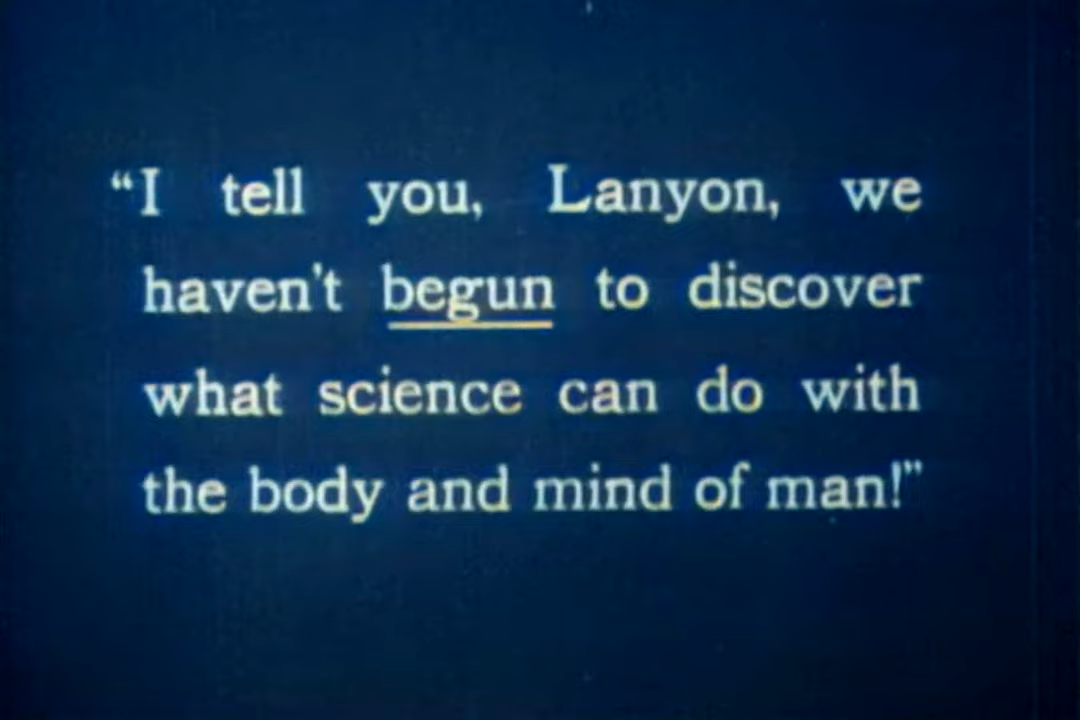 “I tell you, Lanyon, we
haven't begun to discover
what science can do with
the body and mind of man!”